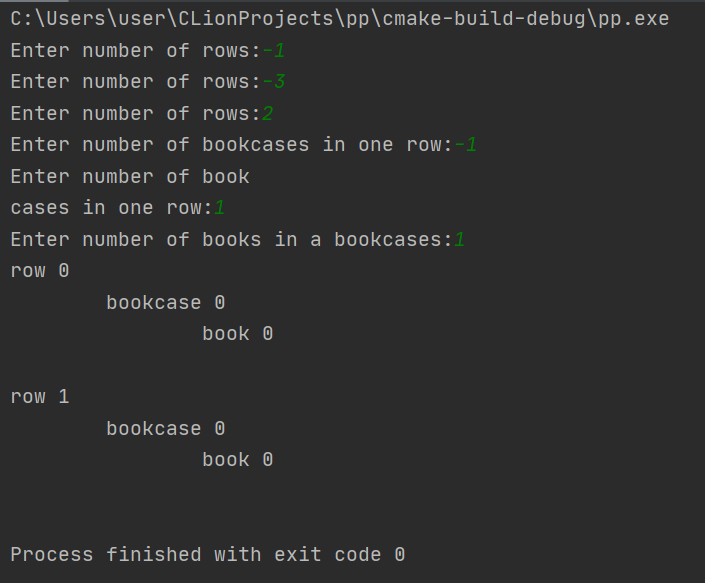 C:\Users\user\CLionProjects\pp\cmake-build-debug\pp.exe
Enter number of rows:-1
Enter number of rows:-3
Enter number of rows:2
Enter number of bookcases in one row:-1
Enter number of book
cases in one row:1
Enter number of books in a bookcases:1
row 0
        bookcase 0
                book 0

row 1
        bookcase 0
                book 0


Process finished with exit code 0